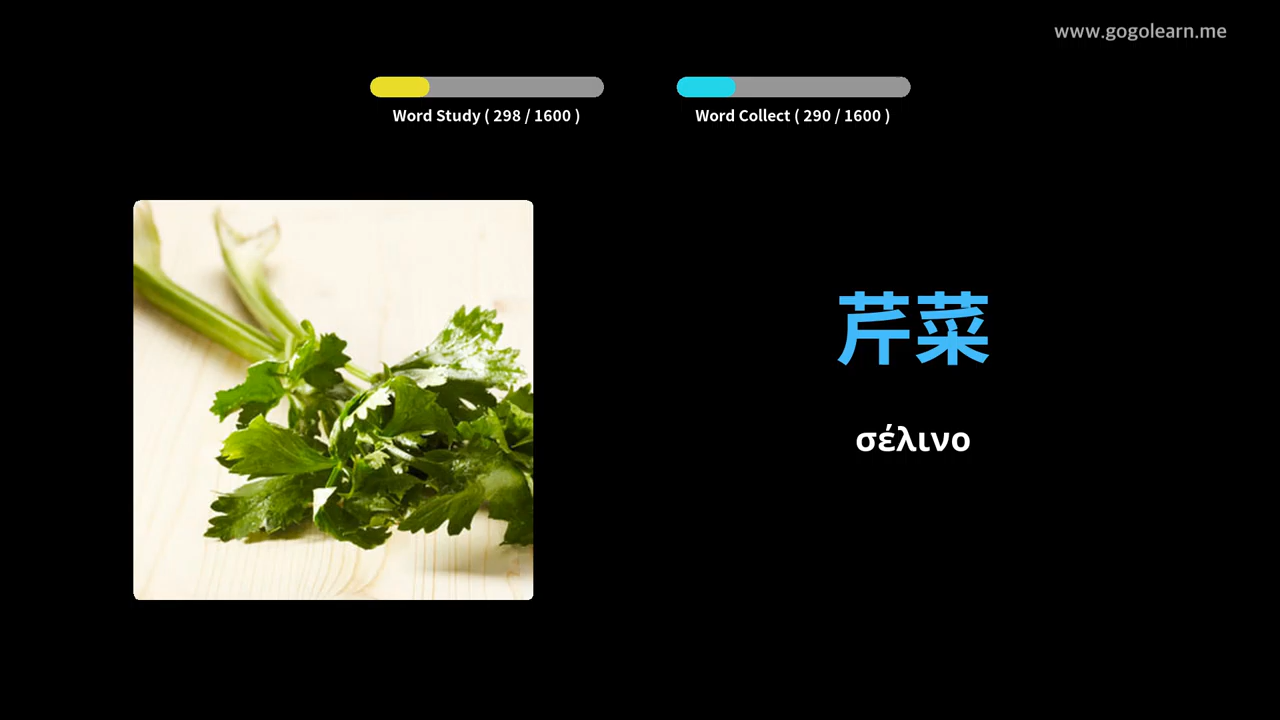 www.gogolearn.me
Word Study ( 298 / 1600 )
Word Collect ( 290 / 1600 )
芹菜
σέλινο